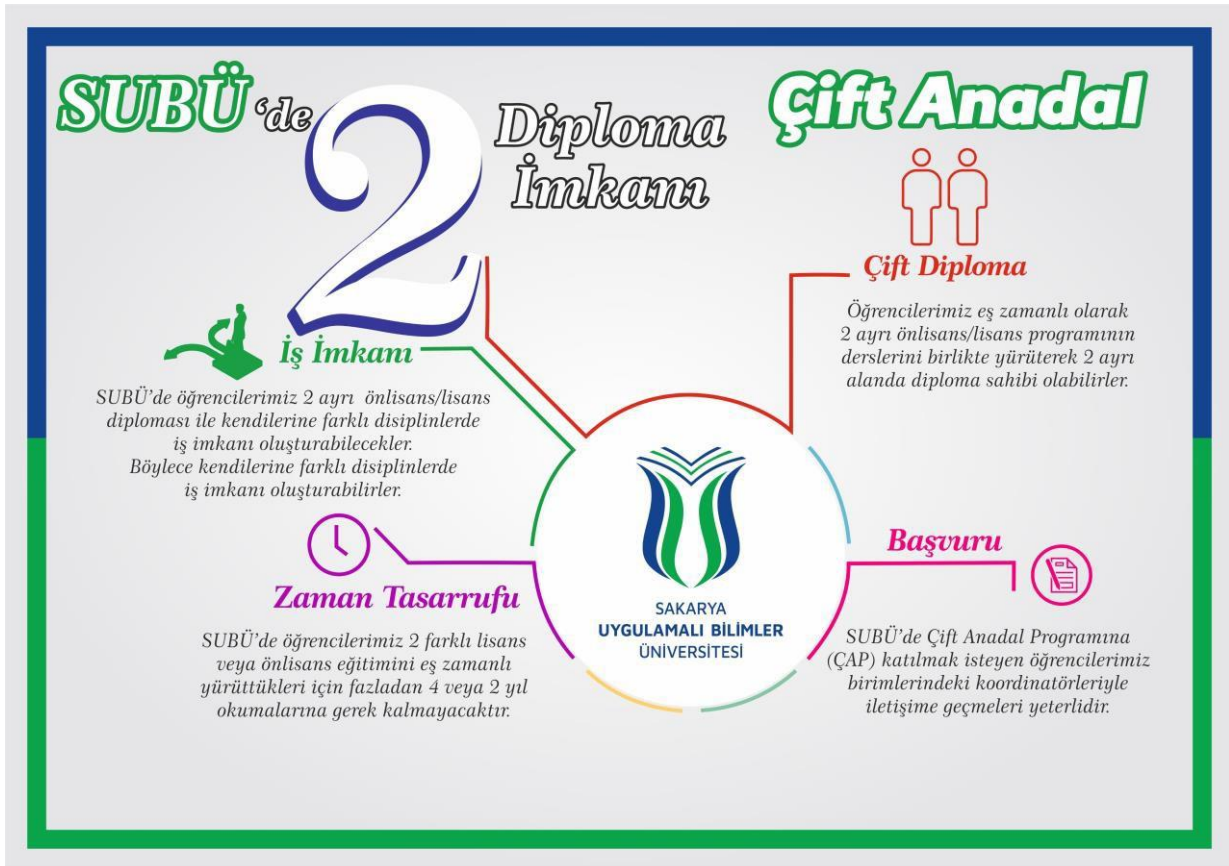 SUBÜ'de 2 Diploma
İmkanı
Çift Anadal
Çift Diploma
Öğrencilerimiz eş zamanlı olarak
2 ayrı önlisans/lisans programının
derslerini birlikte yürüterek 2 ayrı
alanda diploma sahibi olabilirler.
İş İmkanı
SUBÜ'de öğrencilerimiz 2 ayrı önlisans/lisans
diploması ile kendilerine farklı disiplinlerde
iş imkanı oluşturabilecekler.
Böylece kendilerine farklı disiplinlerde
iş imkanı oluşturabilirler.
Zaman Tasarrufu
SUBÜ'de öğrencilerimiz 2 farklı lisans
veya önlisans eğitimini eş zamanlı
yürüttükleri için fazladan 4 veya 2 yıl
okumalarına gerek kalmayacaktır.
SAKARYA
UYGULAMALI BİLİMLER
ÜNİVERSİTESİ
Başvuru
SUBÜ'de Çift Anadal Programına
(ÇAP) katılmak isteyen öğrencilerimiz
birimlerindeki koordinatörleriyle
iletişime geçmeleri yeterlidir.